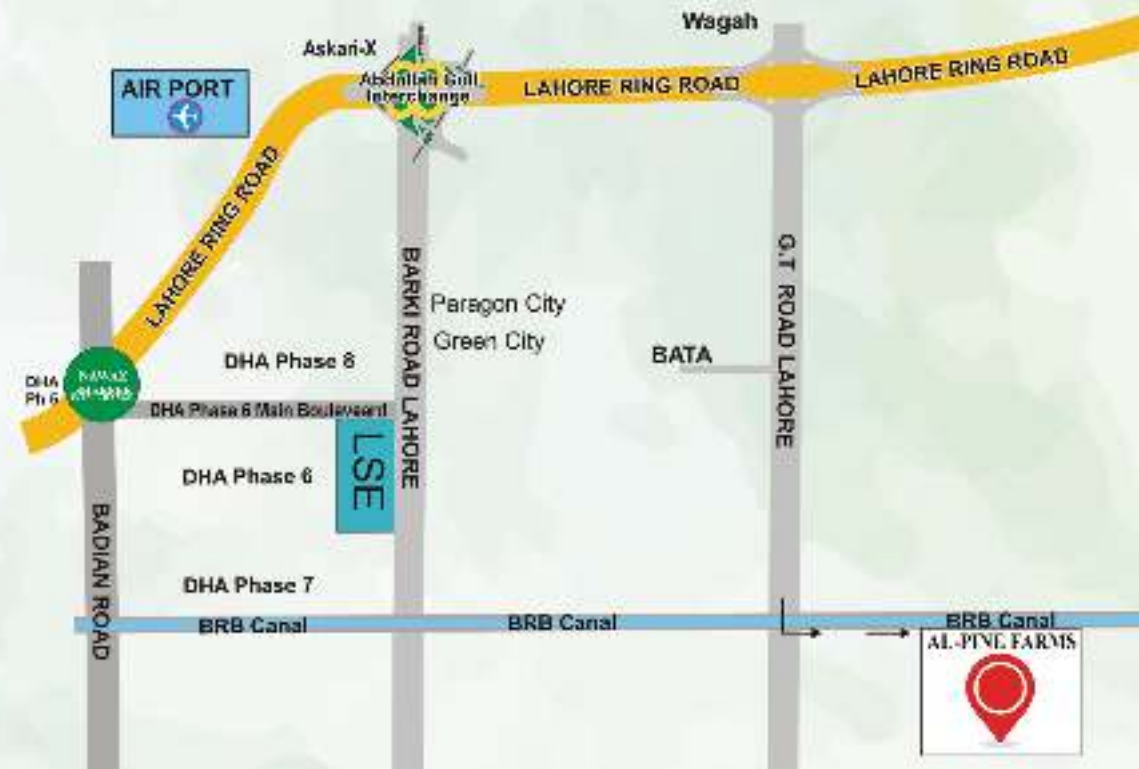 Wagah
Askari-X
AIR PORT
Abdullah Gull
Interchange
LAHORE RING ROAD
LAHORE RING ROAD
LAHORE RING ROAD
BARKI ROAD LAHORE
G.T ROAD LAHORE
Paragon City
Green City
BATA
DHA Phase 8
DHA
Ph 6
DHA Phase 6 Main Bouleveard
LSE
DHA Phase 6
BADIAN ROAD
DHA Phase 7
BRB Canal
BRB Canal
BRB Canal
AL-PINE FARMS